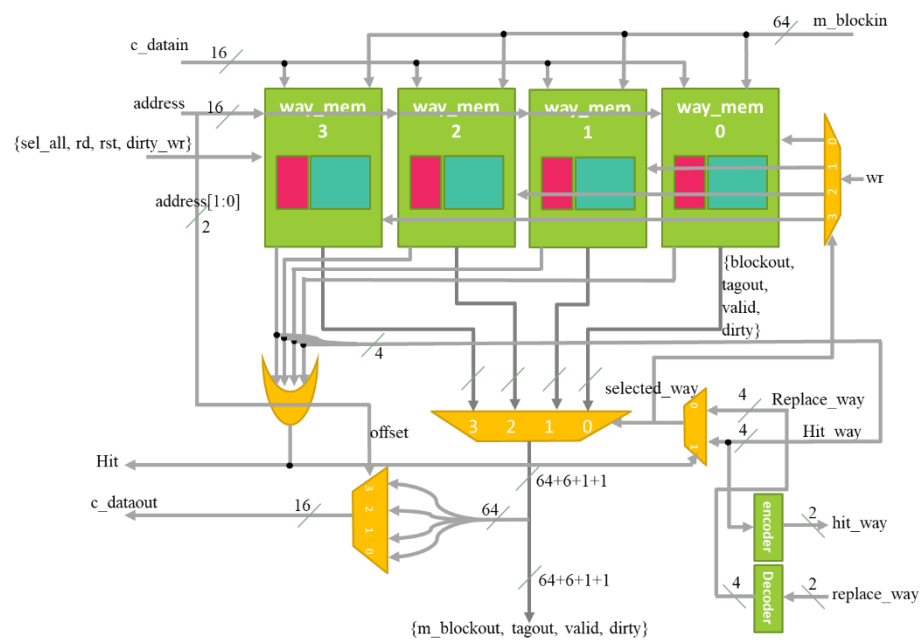 64
m_blockin
c_datain
16
address
16
way_mem
3
way_mem
2
way_mem
1
way_mem
0
{sel_all, rd, rst, dirty_wr}
0
1
2
3
wr
address[1:0]
2
{blockout,
tagout,
valid,
dirty}
4
selected_way
0
1
4
Replace_way
4
Hit_way
3 2 1 0
offset
Hit
64+6+1+1
c_dataout
16
3
2
1
0
64
encoder
2
hit_way
64+6+1+1
4
Decoder
2
replace_way
{m_blockout, tagout, valid, dirty}